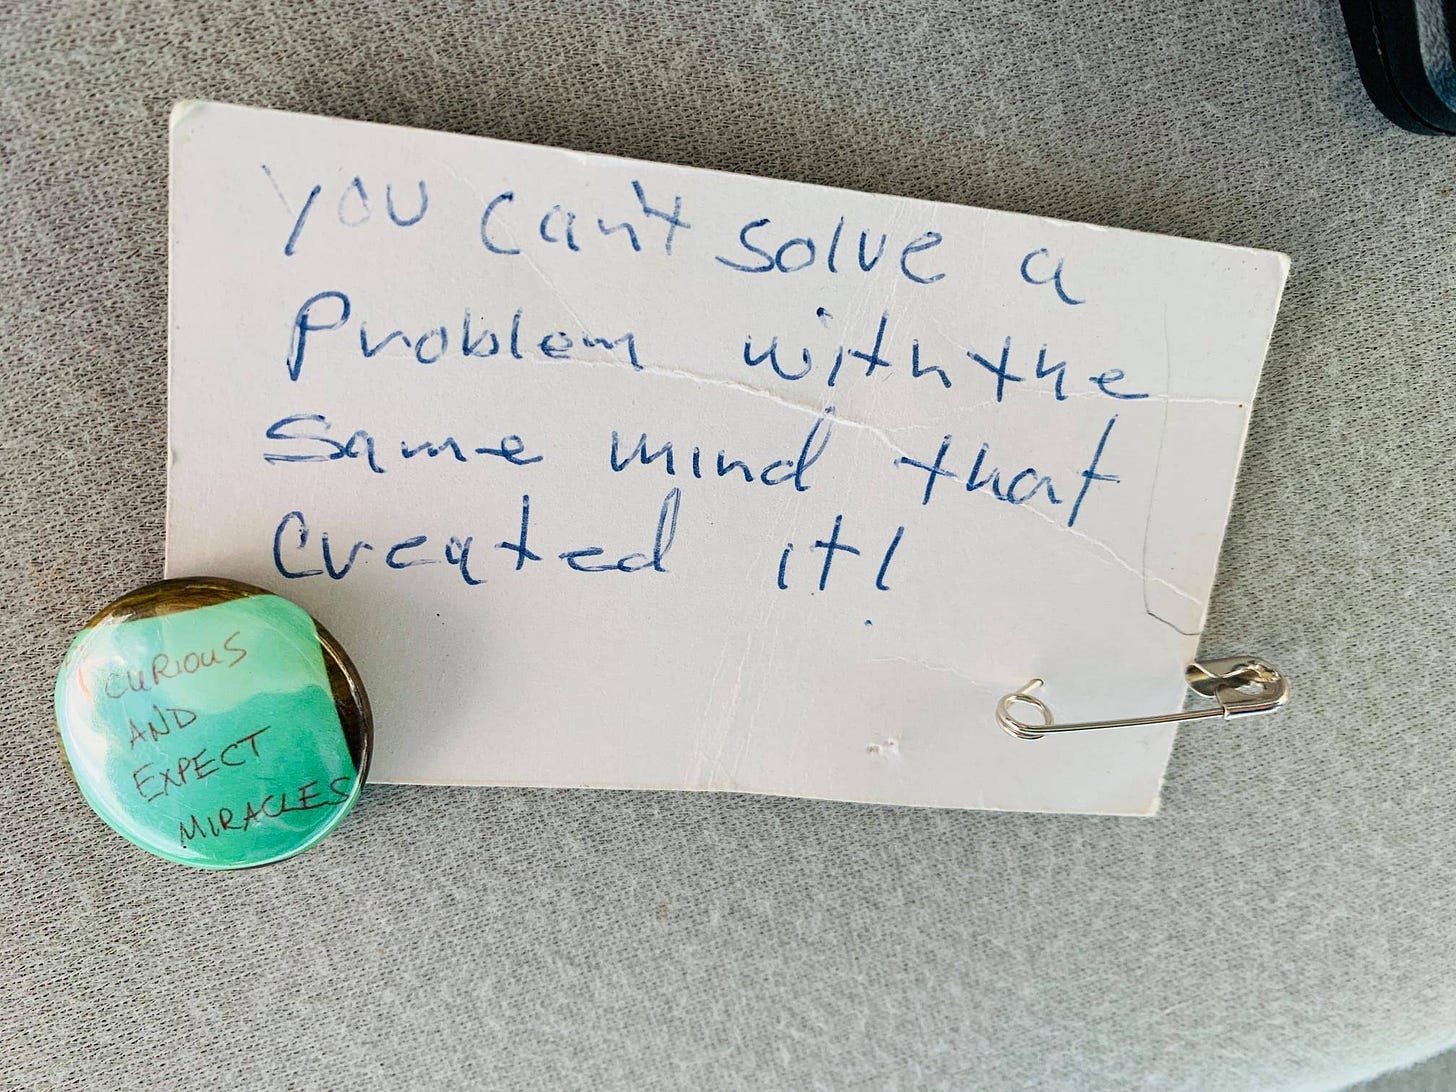 you can't solve a
Problem with the
same mind that
created it!
CURIOUS
AND
EXPECT
MIRACLES